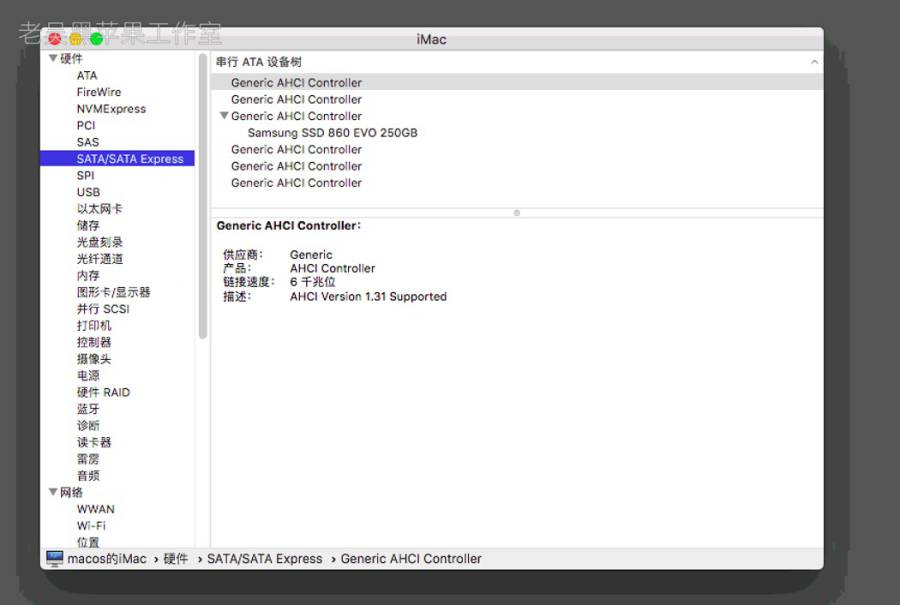 老吴黑苹果工作室
iMac
硬件
ATA
FireWire
NVMExpress
PCI
SAS
SATA/SATA Express
SPI
USB
以太网卡
储存
光盘刻录
光纤通道
内存
图形卡/显示器
并行 SCSI
打印机
控制器
摄像头
电源
硬件 RAID
蓝牙
诊断
读卡器
雷雳
音频
网络
WWAN
Wi-Fi
位置
串行 ATA 设备树
Generic AHCI Controller
Generic AHCI Controller
Generic AHCI Controller
Samsung SSD 860 EVO 250GB
Generic AHCI Controller
Generic AHCI Controller
Generic AHCI Controller
Generic AHCI Controller:
供应商: Generic
产品: AHCI Controller
链接速度: 6 千兆位
描述: AHCI Version 1.31 Supported
macos的iMac › 硬件 › SATA/SATA Express › Generic AHCI Controller